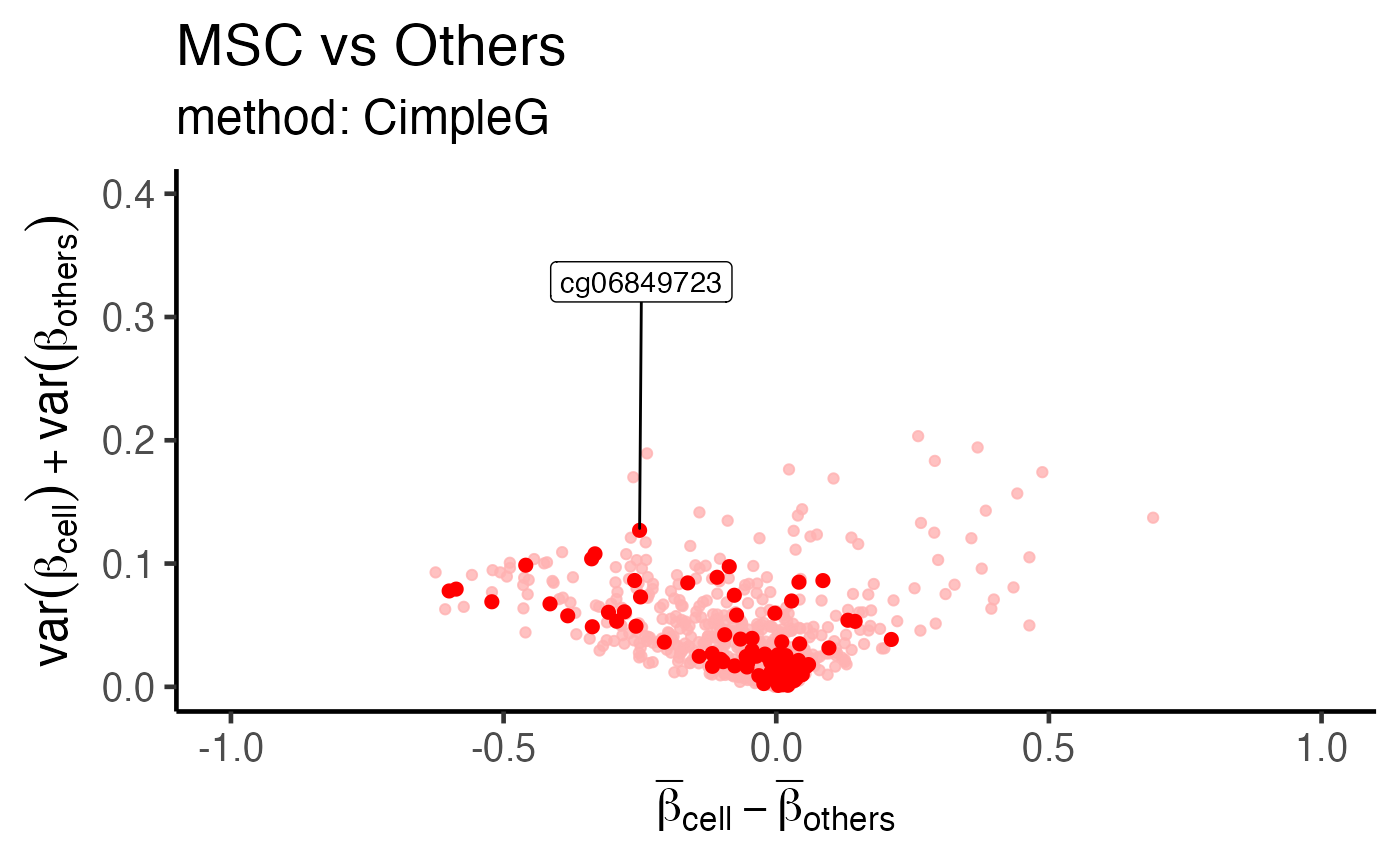 MSC vs Others
method: CimpleG
var(βcell) + var(βothers)
0.4
0.3
0.2
0.1
0.0
cg06849723
-1.0 -0.5 0.0 0.5 1.0
β̅cell − β̅others